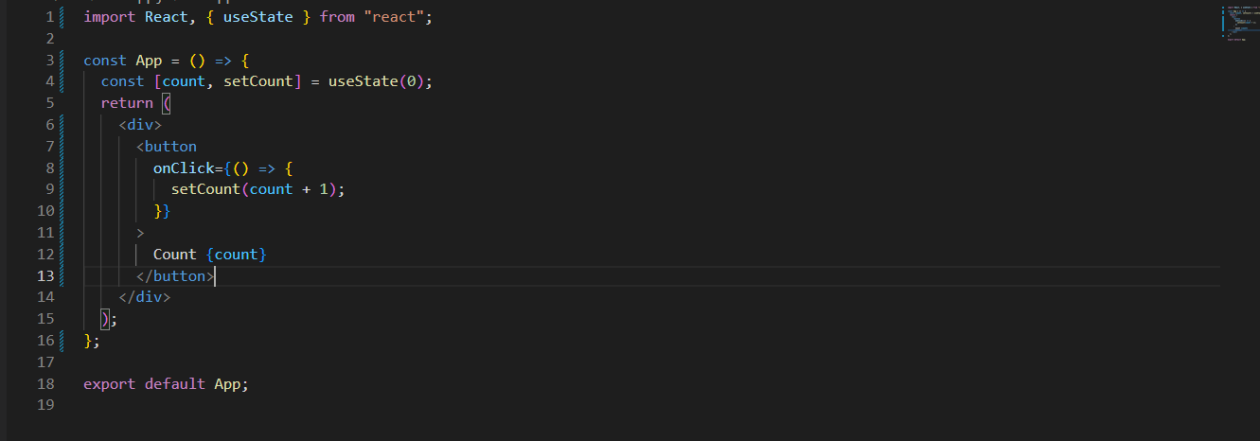 1 import React, { useState } from "react";
2
3 const App = () => {
4   const [count, setCount] = useState(0);
5   return (
6     <div>
7       <button
8         onClick={() => {
9           setCount(count + 1);
10         }}
11       >
12         Count {count}
13       </button>
14     </div>
15   );
16 };
17
18 export default App;
19